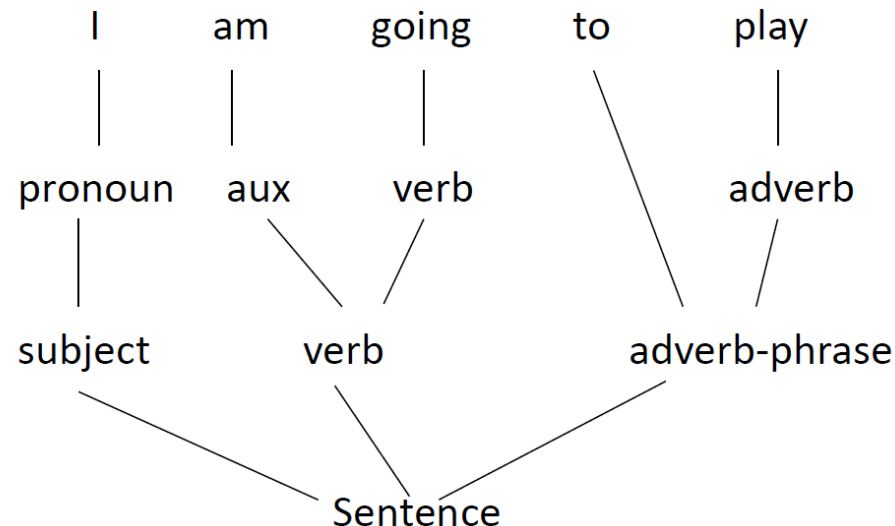 I am going to play
pronoun aux verb adverb
subject verb adverb-phrase
Sentence